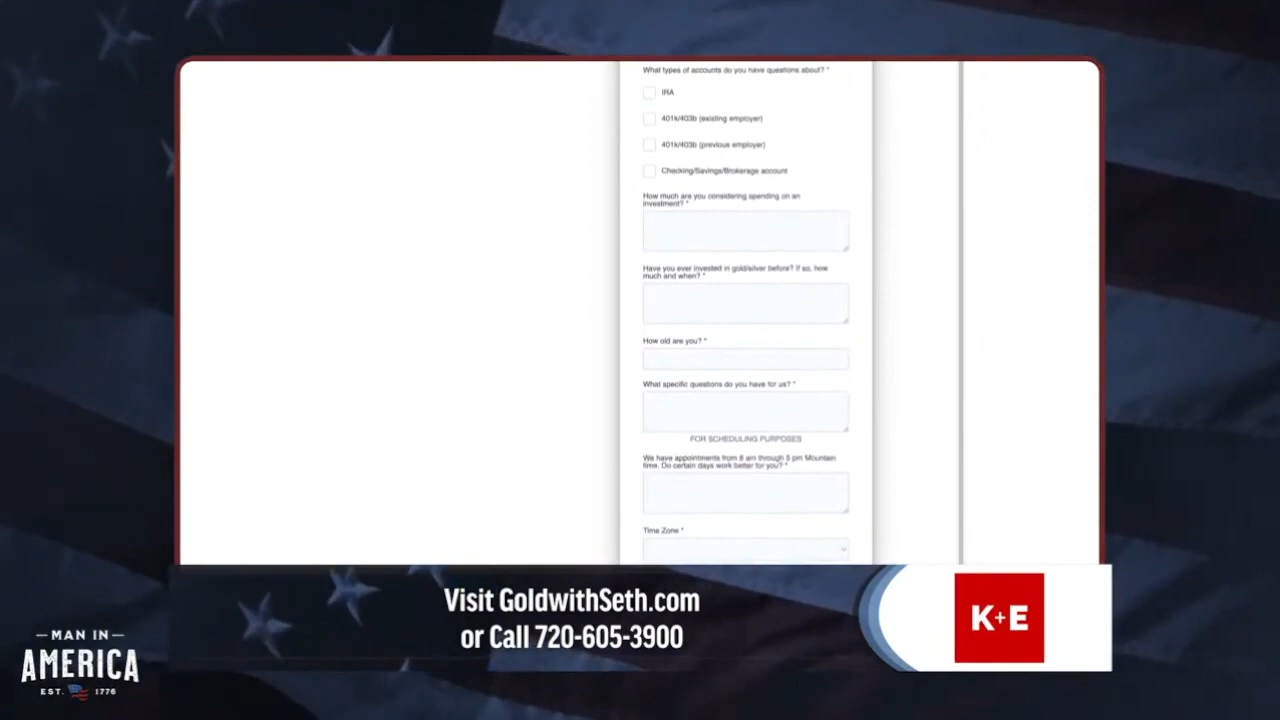 What types of accounts do you have questions about? *
IRA
401k/403b (existing employer)
401k/403b (previous employer)
Checking/Savings/Brokerage account
How much are you considering spending on an
investment? *
Have you ever invested in gold/silver before? If so, how
much and when? *
How old are you? *
What specific questions do you have for us? *
FOR SCHEDULING PURPOSES
We have appointments from 8 am through 5 pm Mountain
time. Do certain days work better for you? *
Time Zone *
Visit GoldwithSeth.com
or Call 720-605-3900
K+E
MAN IN
AMERICA
EST. 1776